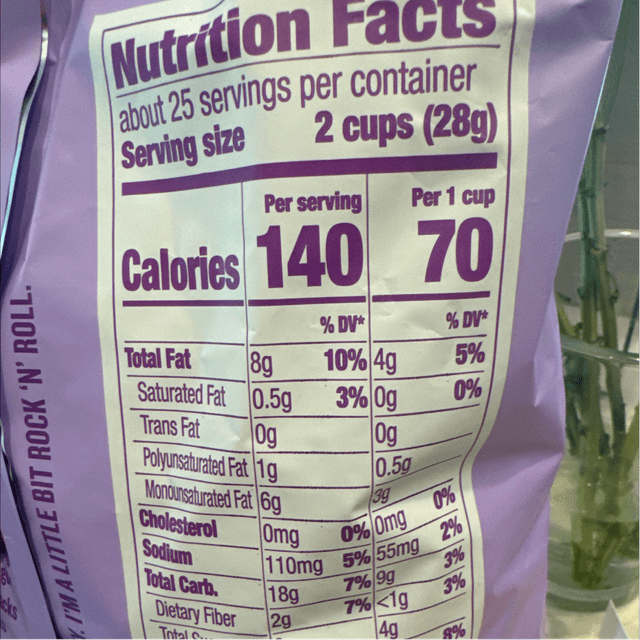 Nutrition Facts
about 25 servings per container
Serving size 2 cups (28g)
Per serving Per 1 cup
Calories 140 70
% DV* % DV*
Total Fat 8g 10% 4g 5%
Saturated Fat 0.5g 3% 0g 0%
Trans Fat 0g 0g
Polyunsaturated Fat 1g 0.5g
Monounsaturated Fat 6g 3g
Cholesterol 0mg 0% 0mg 0%
Sodium 110mg 5% 55mg 2%
Total Carb. 18g 7% 9g 3%
Dietary Fiber 2g 7% <1g 3%
Total 4g 8%
I'M A LITTLE BIT ROCK 'N' ROLL.